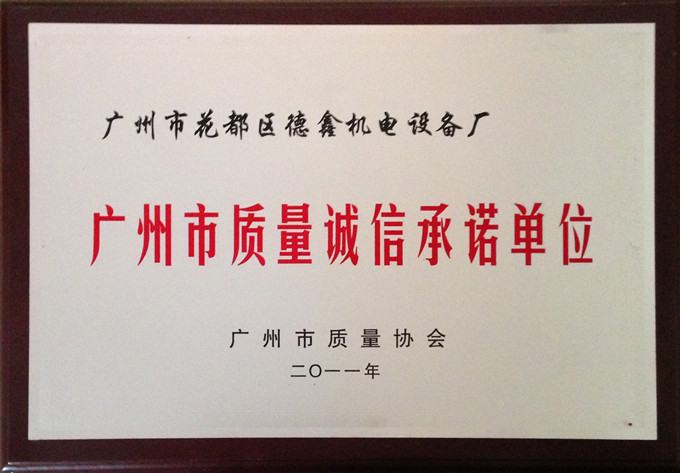 广州市花都区德鑫机电设备厂
广州市质量诚信承诺单位
广州市质量协会
二〇一一年